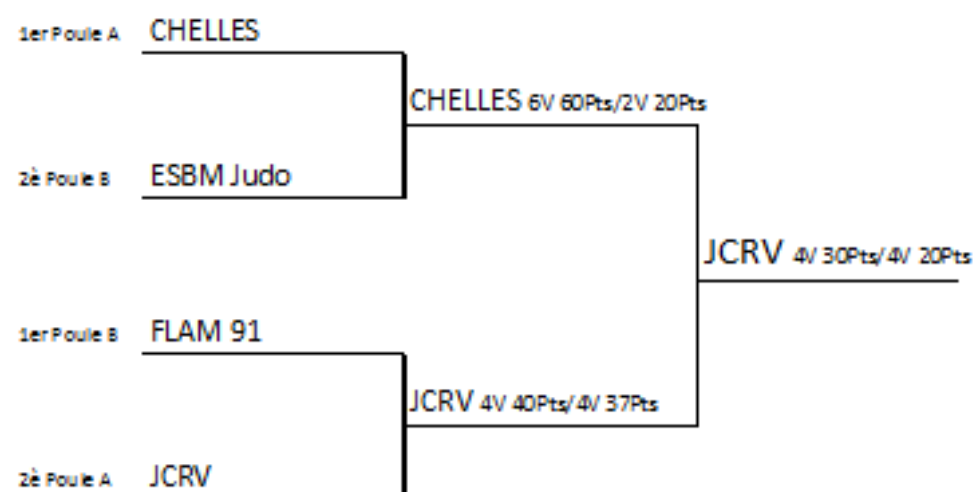 1er Poule A CHELLES
CHELLES 6V 60Pts/2V 20Pts
2è Poule B ESBM Judo
JCRV 4V 30Pts/4V 20Pts
1er Poule B FLAM 91
JCRV 4V 40Pts/4V 37Pts
2è Poule A JCRV